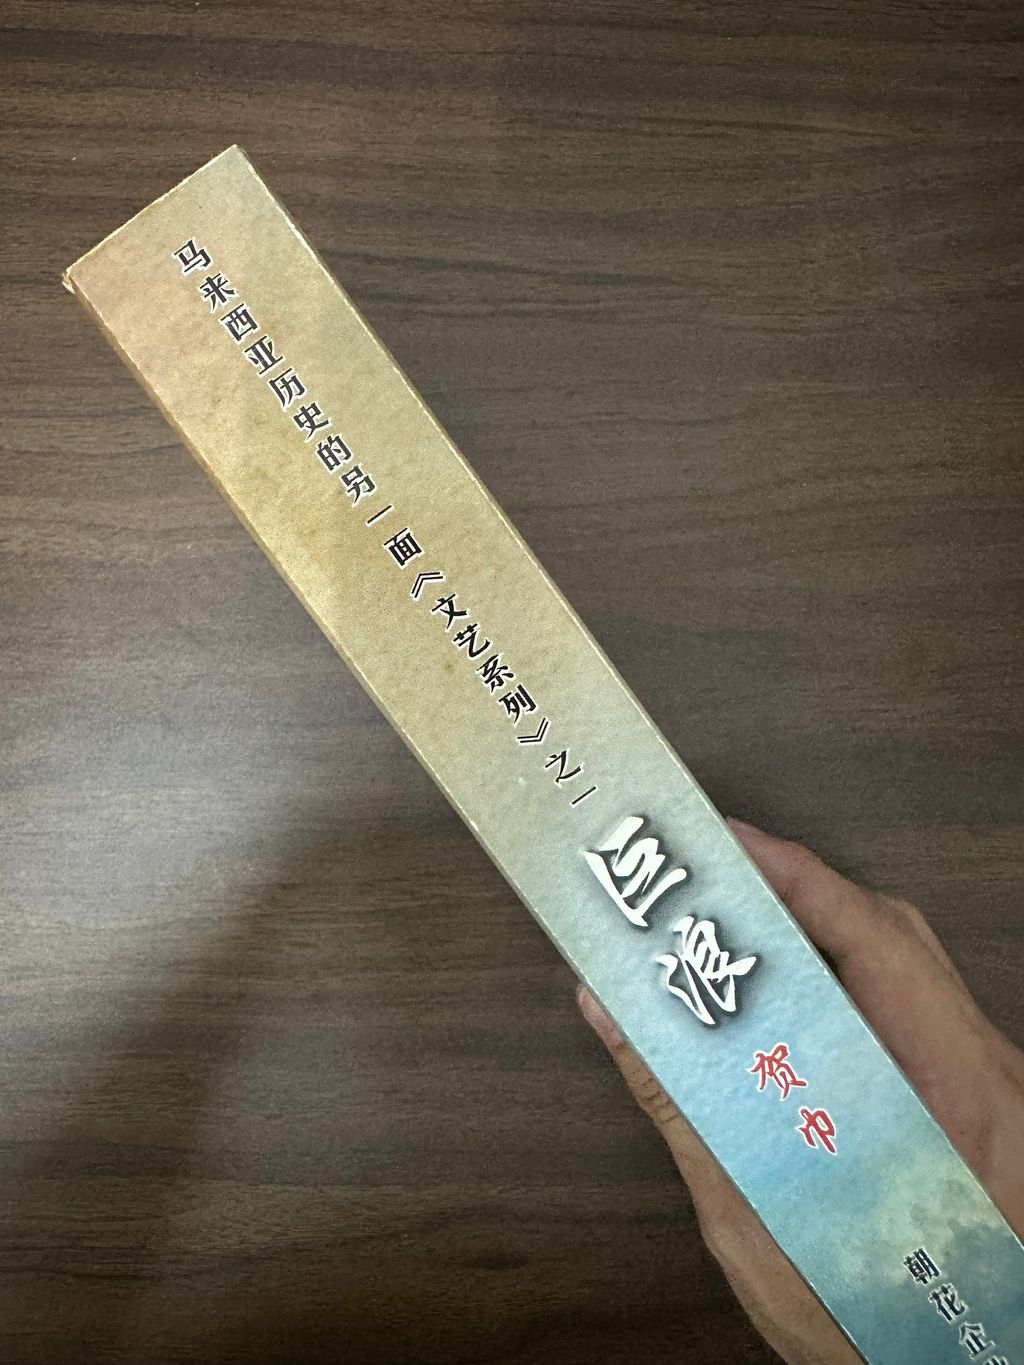 马来西亚历史的另一面《文艺系列》之一
巨浪
贺巾
朝花企